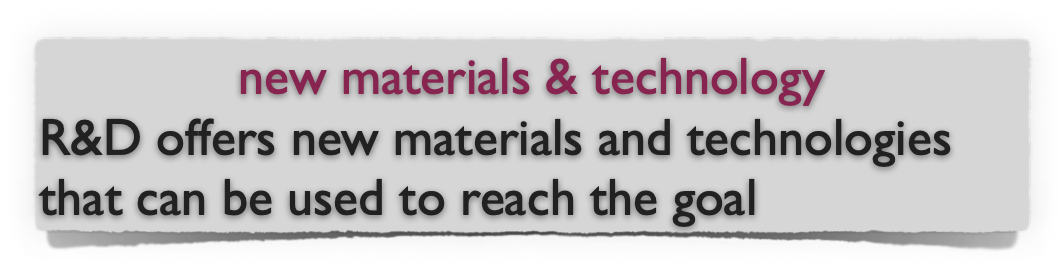 new materials & technology
R&D offers new materials and technologies
that can be used to reach the goal